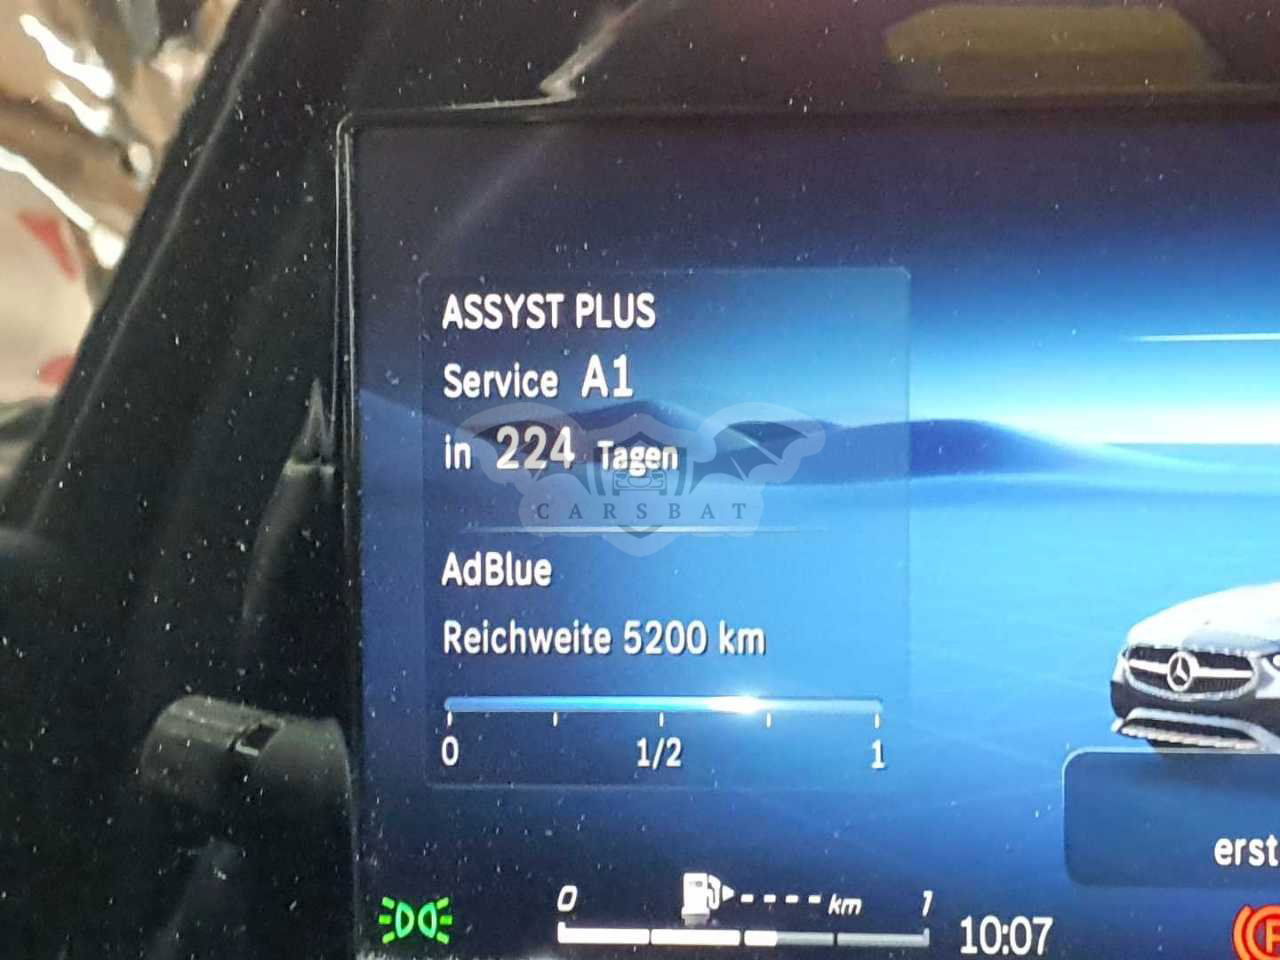 ASSYST PLUS
Service A1
in 224 Tagen
CARSBAT
AdBlue
Reichweite 5200 km
0 1/2 1
0 km 1
10:07
erst